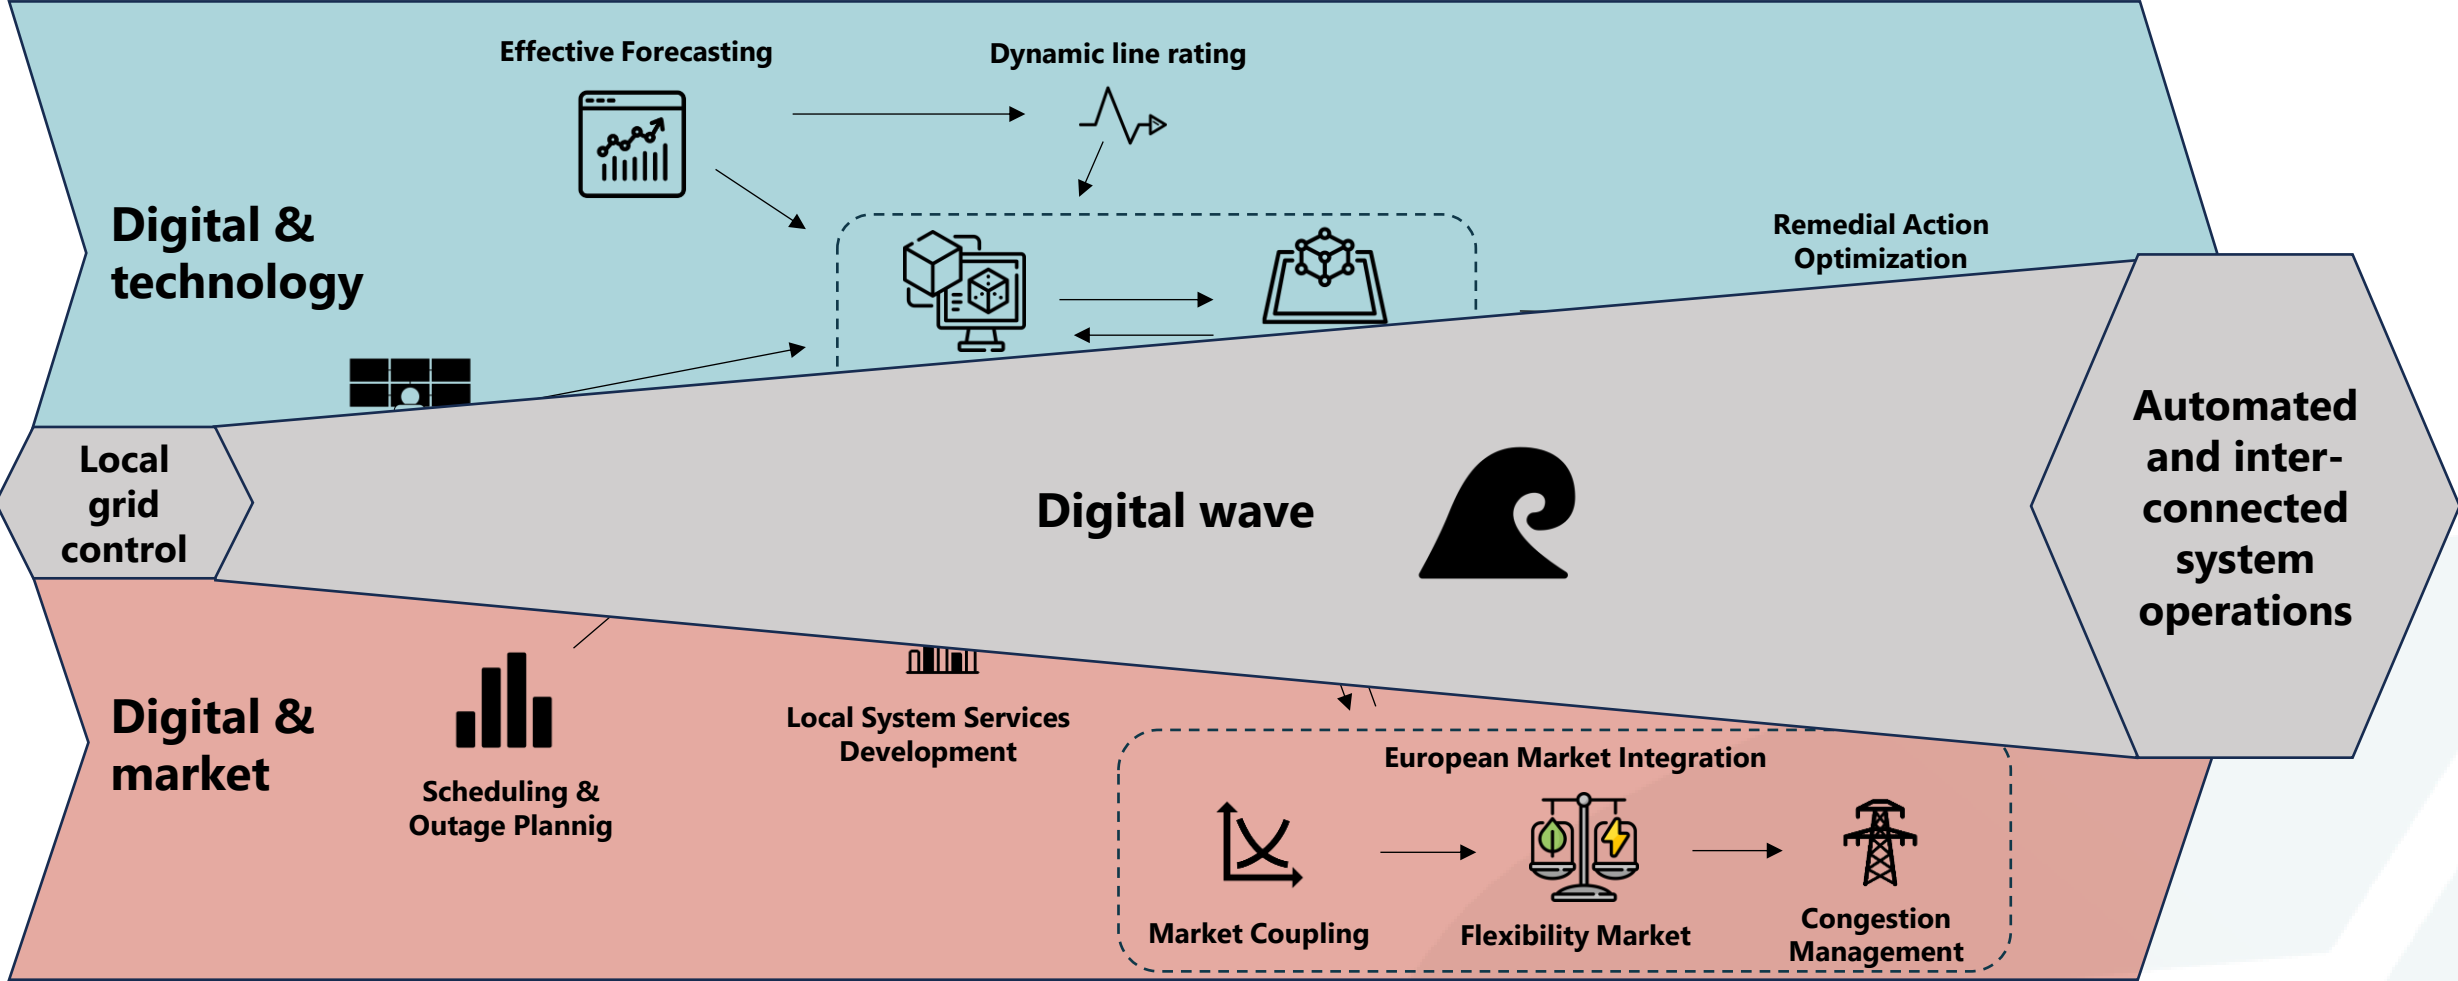 Effective Forecasting
Dynamic line rating
Digital &
technology
Remedial Action
Optimization
Local
grid
control
Digital wave
Automated
and inter-
connected
system
operations
Digital &
market
Scheduling &
Outage Plannig
Local System Services
Development
European Market Integration
Market Coupling
Flexibility Market
Congestion
Management